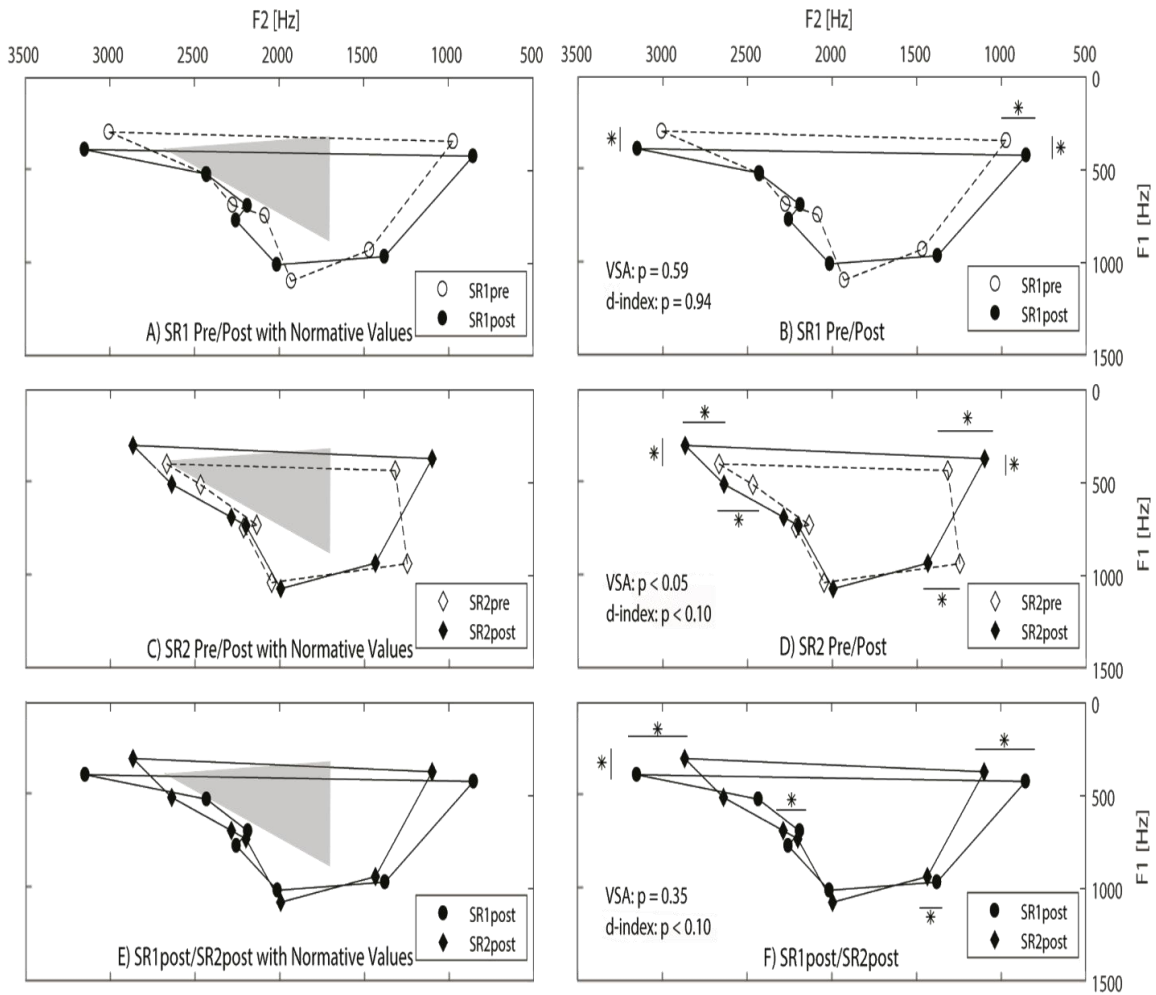 F2 [Hz]
F2 [Hz]
3500 3000 2500 2000 1500 1000 500
3500 3000 2500 2000 1500 1000 500
0
500
1000
1500
F1 [Hz]
SR1pre
SR1post
A) SR1 Pre/Post with Normative Values
*
*
*
VSA: p = 0.59
d-index: p = 0.94
SR1pre
SR1post
B) SR1 Pre/Post
SR2pre
SR2post
C) SR2 Pre/Post with Normative Values
*
*
*
*
*
*
VSA: p < 0.05
d-index: p < 0.10
SR2pre
SR2post
D) SR2 Pre/Post
0
500
1000
1500
F1 [Hz]
SR1post
SR2post
E) SR1post/SR2post with Normative Values
*
*
*
*
*
VSA: p = 0.35
d-index: p < 0.10
SR1post
SR2post
F) SR1post/SR2post
0
500
1000
1500
F1 [Hz]